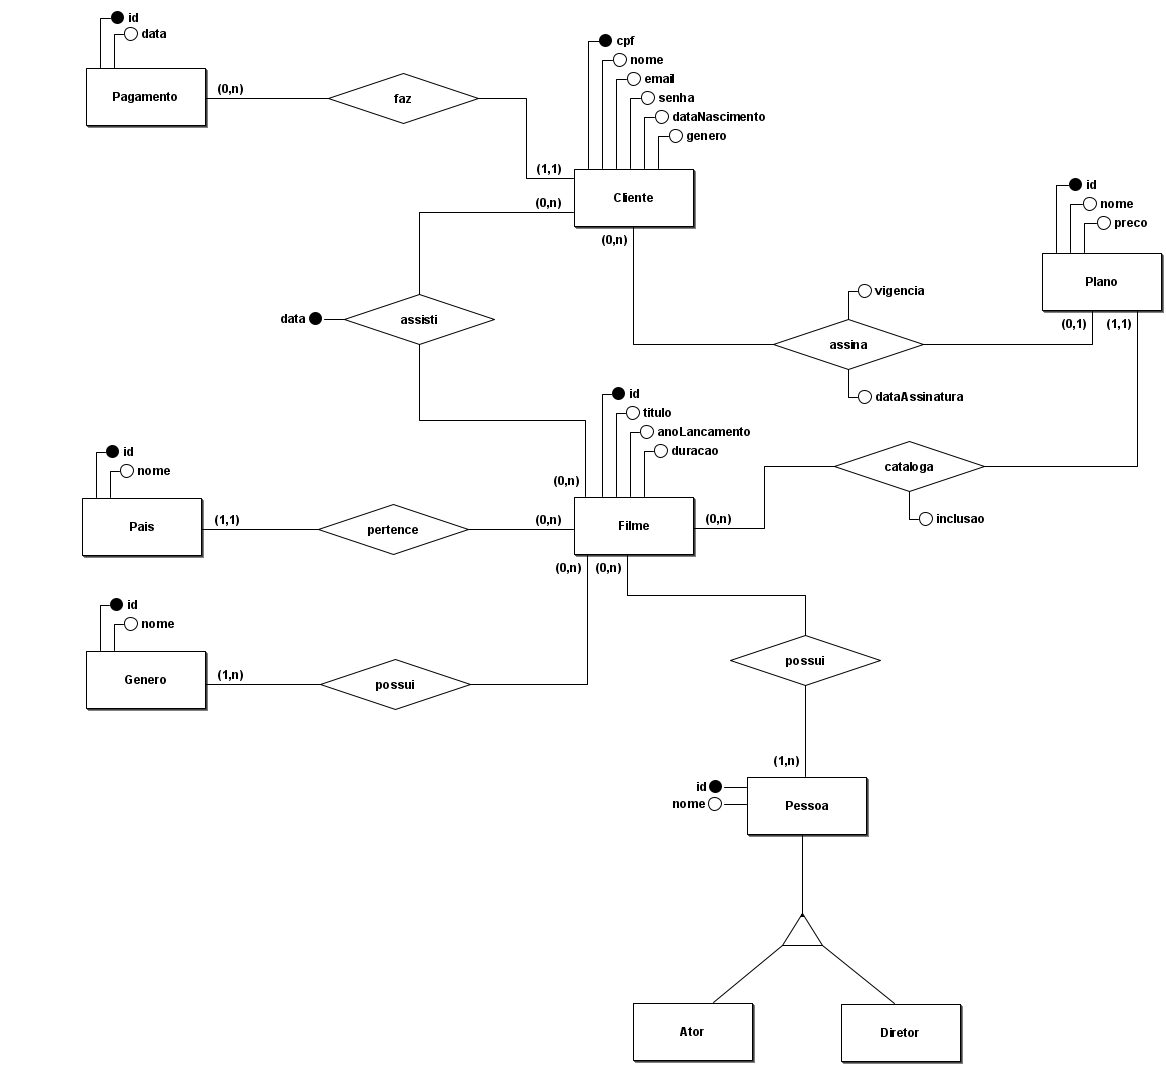 id
data
Pagamento
(0,n)
faz
cpf
nome
email
senha
dataNascimento
genero
(1,1)
(0,n)
Cliente
(0,n)
id
nome
preco
Plano
(0,1) (1,1)
vigencia
assina
dataAssinatura
data
assisti
id
titulo
anoLancamento
duracao
(0,n)
Filme
(0,n)
cataloga
inclusao
id
nome
Pais
(1,1)
pertence
(0,n)
(0,n) (0,n)
id
nome
Genero
(1,n)
possui
possui
(1,n)
id
nome
Pessoa
Ator
Diretor